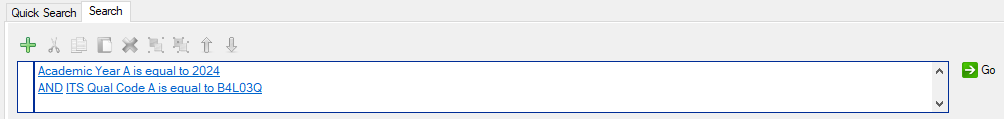 Quick Search Search
Academic Year A is equal to 2024
AND ITS Qual Code A is equal to B4L03Q
Go